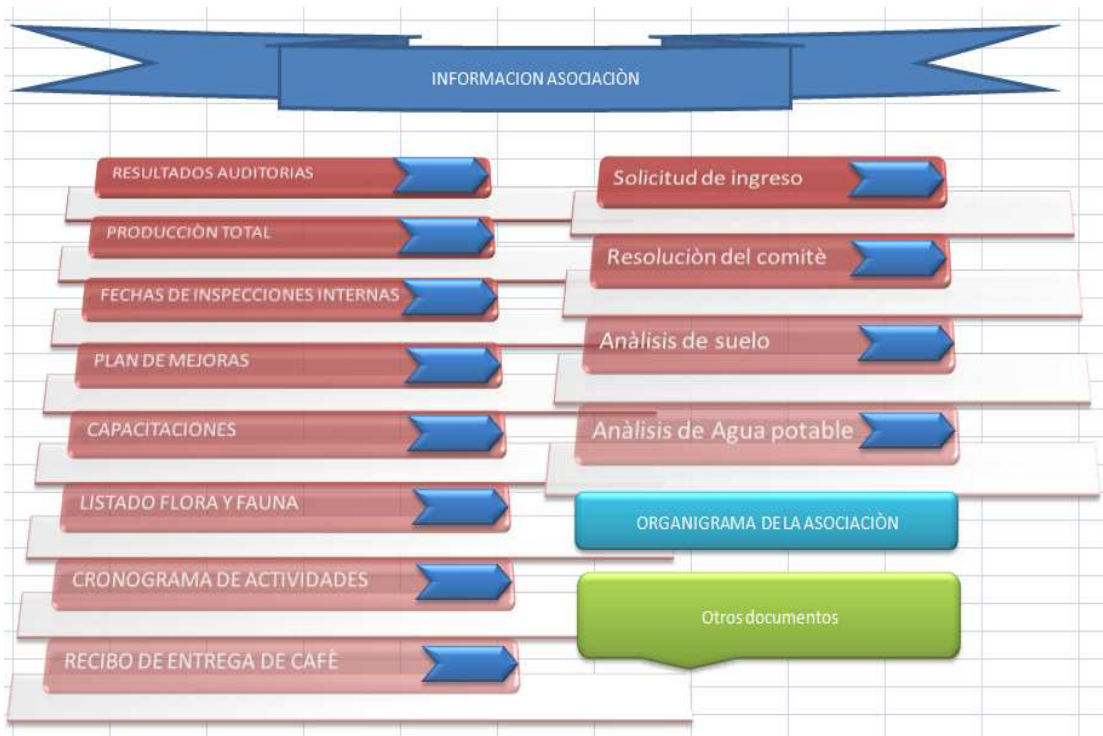 INFORMACION ASOCIACIÒN
RESULTADOS AUDITORIAS
PRODUCCIÒN TOTAL
FECHAS DE INSPECCIONES INTERNAS
PLAN DE MEJORAS
CAPACITACIONES
LISTADO FLORA Y FAUNA
CRONOGRAMA DE ACTIVIDADES
RECIBO DE ENTREGA DE CAFÈ
Solicitud de ingreso
Resoluciòn del comitè
Anàlisis de suelo
Anàlisis de Agua potable
ORGANIGRAMA DE LA ASOCIACIÒN
Otros documentos